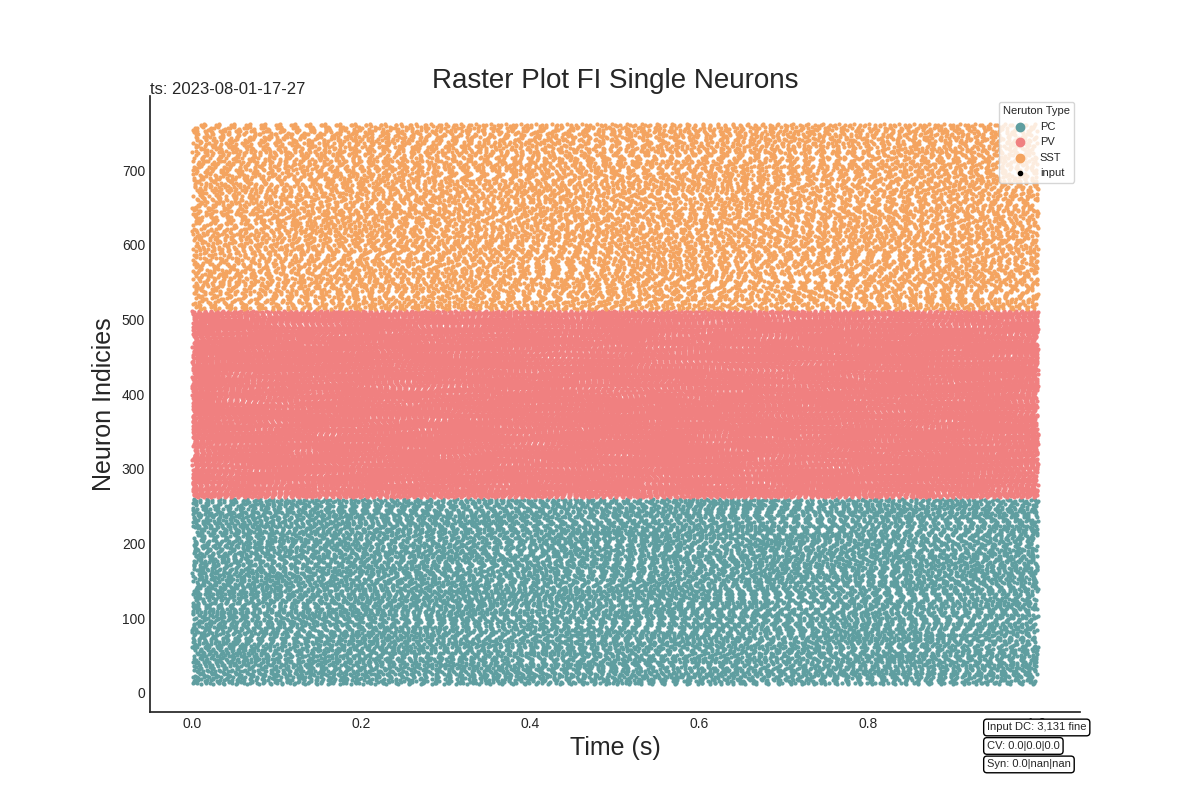 Raster Plot FI Single Neurons
ts: 2023-08-01-17-27
Neruton Type
PC
PV
SST
input
700
600
500
400
300
200
100
0
Neuron Indicies
0.0 0.2 0.4 0.6 0.8
Time (s)
Input DC: 3,131 fine
CV: 0.0|0.0|0.0
Syn: 0.0|nan|nan